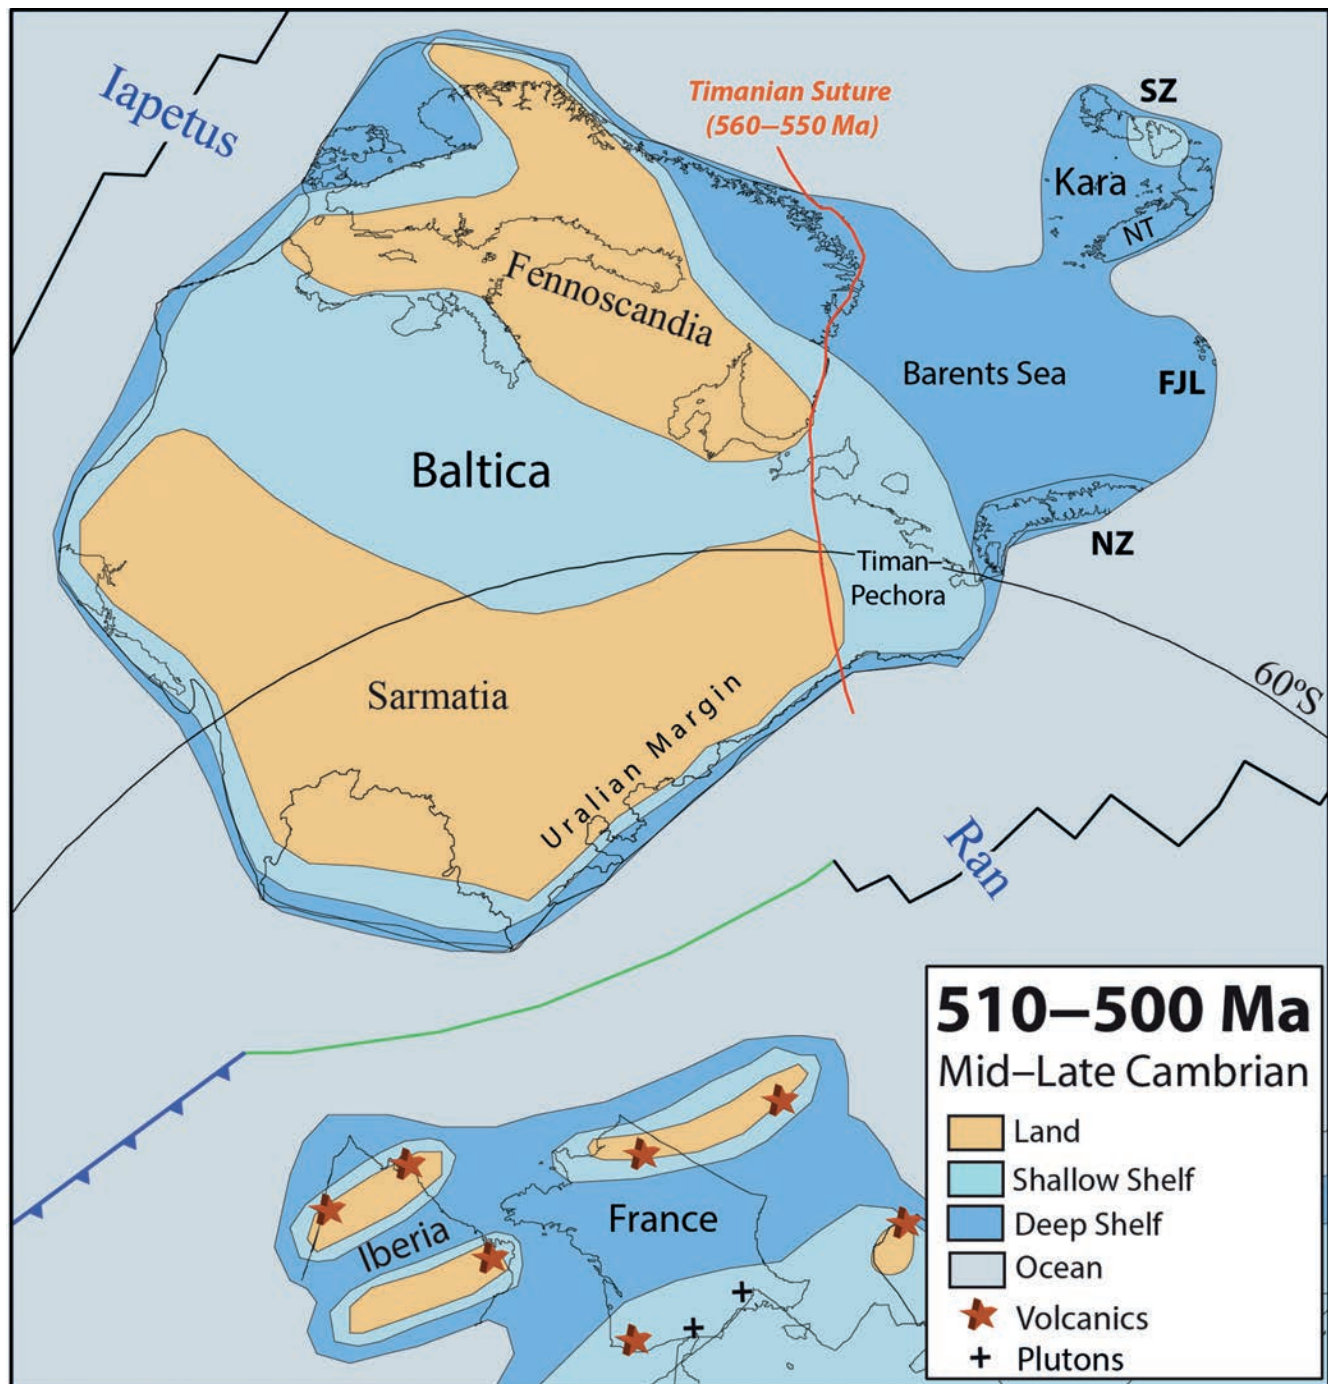 Iapetus
Timanian Suture
(560–550 Ma)
SZ
Kara
NT
Fennoscandia
Barents Sea
FJL
Baltica
NZ
Timan–
Pechora
60ºS
Sarmatia
Uralian Margin
Ran
Iberia
France
510–500 Ma
Mid–Late Cambrian
Land
Shallow Shelf
Deep Shelf
Ocean
Volcanics
Plutons